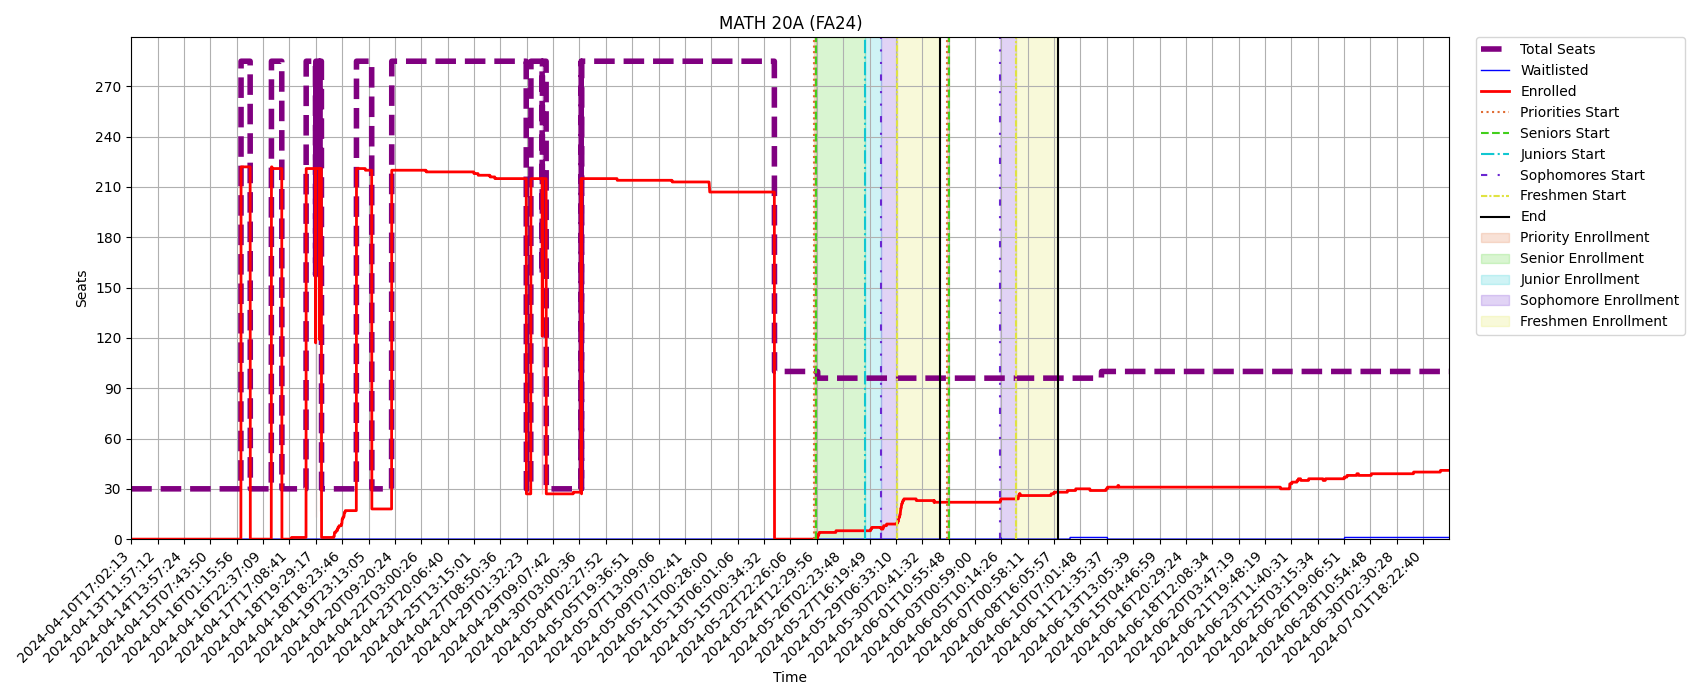 MATH 20A (FA24)
Seats
270
240
210
180
150
120
90
60
30
0
2024-04-10T17:02:13
2024-04-13T11:57:12
2024-04-14T13:57:24
2024-04-15T07:43:50
2024-04-16T01:15:56
2024-04-16T22:37:09
2024-04-17T17:08:41
2024-04-18T19:29:17
2024-04-18T18:23:46
2024-04-19T23:13:05
2024-04-20T09:20:24
2024-04-22T03:00:26
2024-04-23T20:06:40
2024-04-25T13:15:01
2024-04-27T08:50:36
2024-04-29T01:32:23
2024-04-29T09:07:42
2024-04-30T03:00:36
2024-05-04T02:27:52
2024-05-05T19:36:51
2024-05-07T13:09:06
2024-05-09T07:02:41
2024-05-11T00:28:00
2024-05-13T06:01:06
2024-05-15T00:34:32
2024-05-22T22:26:06
2024-05-24T12:29:56
2024-05-26T02:23:48
2024-05-27T16:19:49
2024-05-29T06:33:10
2024-05-30T20:41:32
2024-06-01T10:55:48
2024-06-03T00:59:00
2024-06-05T10:14:26
2024-06-07T00:58:11
2024-06-08T16:05:57
2024-06-10T07:01:48
2024-06-11T21:35:37
2024-06-13T13:05:39
2024-06-15T04:46:59
2024-06-16T20:29:24
2024-06-18T12:08:34
2024-06-20T03:47:19
2024-06-21T19:48:19
2024-06-23T11:40:31
2024-06-25T03:15:34
2024-06-26T19:06:51
2024-06-28T10:54:48
2024-06-30T02:30:28
2024-07-01T18:22:40
Time
Total Seats
Waitlisted
Enrolled
Priorities Start
Seniors Start
Juniors Start
Sophomores Start
Freshmen Start
End
Priority Enrollment
Senior Enrollment
Junior Enrollment
Sophomore Enrollment
Freshmen Enrollment